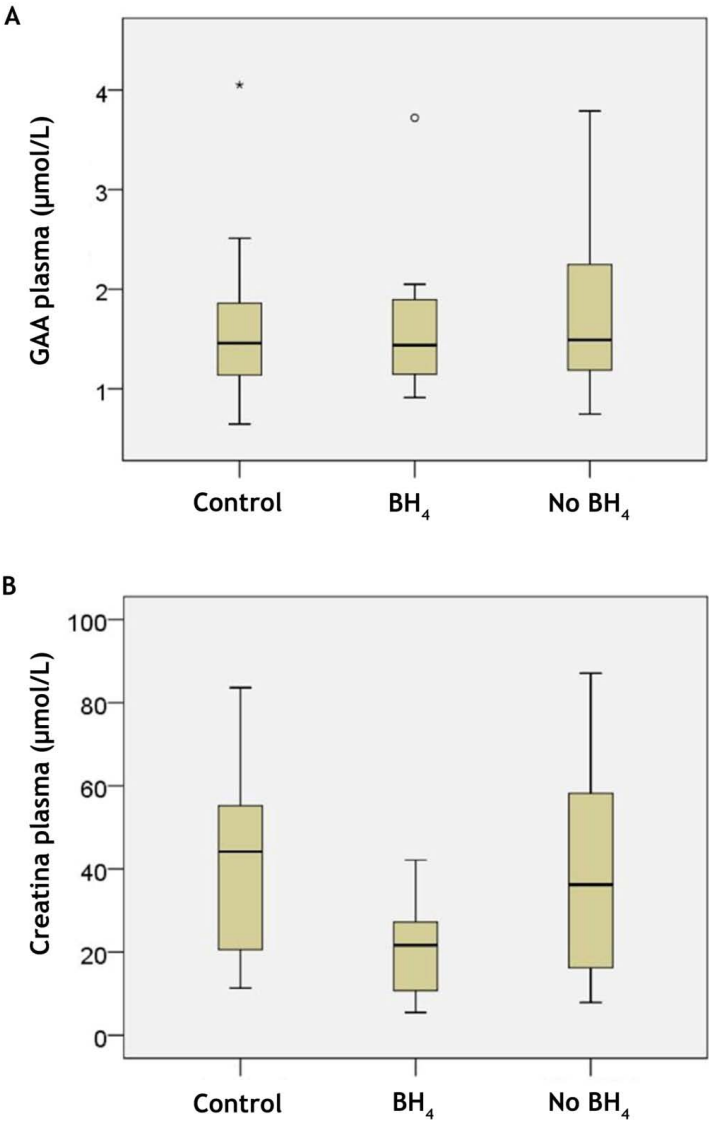 A
GAA plasma (µmol/L)
4
3
2
1
*
Control BH₄ No BH₄
B
Creatina plasma (µmol/L)
100
80
60
40
20
0
Control BH₄ No BH₄